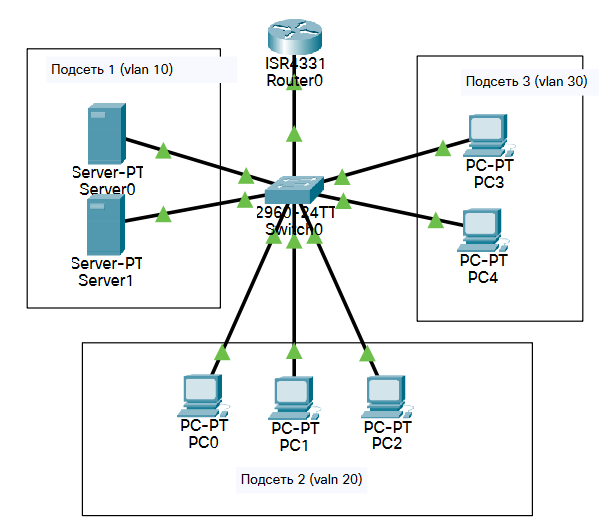 ISR4331
Router0
Подсеть 1 (vlan 10)
Подсеть 3 (vlan 30)
Server-PT
Server0
Server-PT
Server1
2960-24TT
Switch0
PC-PT
PC3
PC-PT
PC4
PC-PT
PC0
PC-PT
PC1
PC-PT
PC2
Подсеть 2 (valn 20)